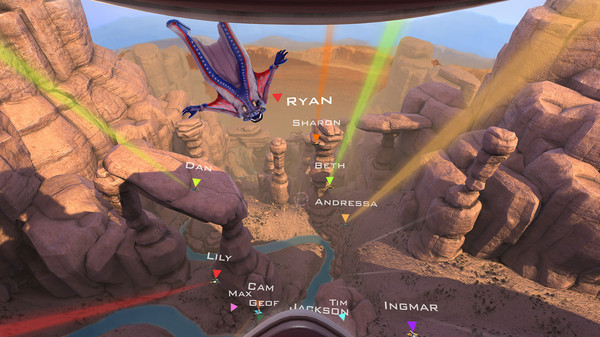 Ryan
Sharon
Dan
Beth
Andressa
Lily
Cam
Max
Geof
Tim
Jackson
Ingmar